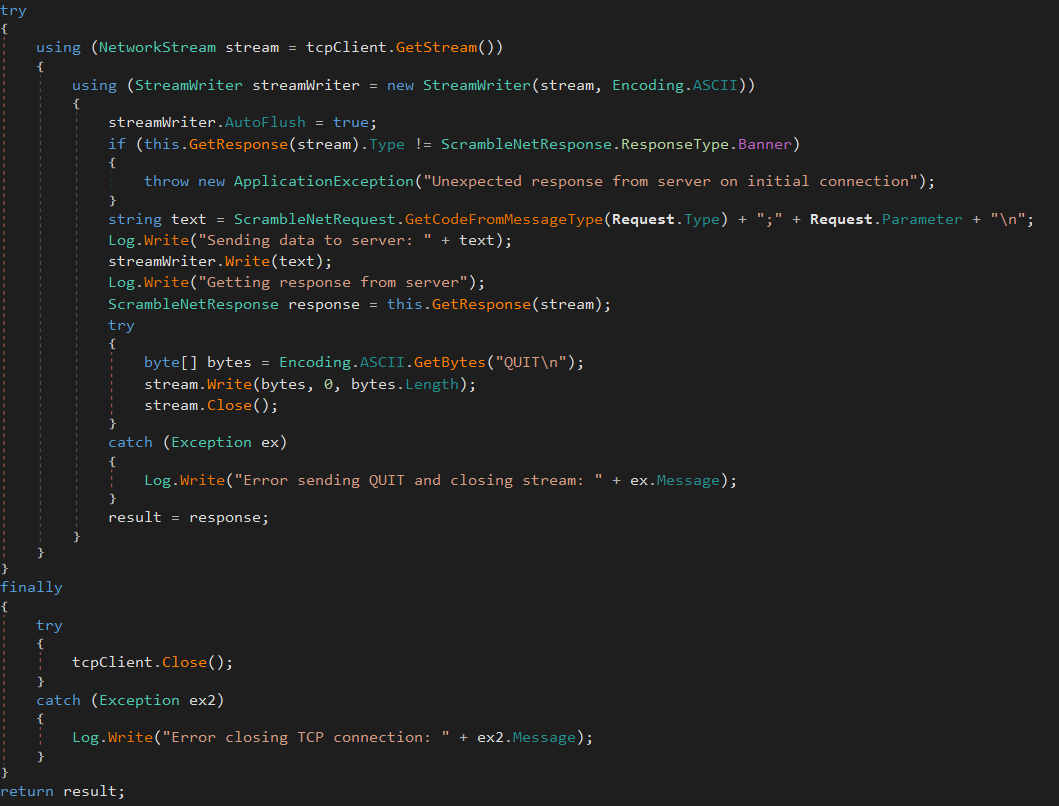 try
{
    using (NetworkStream stream = tcpClient.GetStream())
    {
        using (StreamWriter streamWriter = new StreamWriter(stream, Encoding.ASCII))
        {
            streamWriter.AutoFlush = true;
            if (this.GetResponse(stream).Type != ScrambleNetResponse.ResponseType.Banner)
            {
                throw new ApplicationException("Unexpected response from server on initial connection");
            }
            string text = ScrambleNetRequest.GetCodeFromMessageType(Request.Type) + ";" + Request.Parameter + "\n";
            Log.Write("Sending data to server: " + text);
            streamWriter.Write(text);
            Log.Write("Getting response from server");
            ScrambleNetResponse response = this.GetResponse(stream);
            try
            {
                byte[] bytes = Encoding.ASCII.GetBytes("QUIT\n");
                stream.Write(bytes, 0, bytes.Length);
                stream.Close();
            }
            catch (Exception ex)
            {
                Log.Write("Error sending QUIT and closing stream: " + ex.Message);
            }
            result = response;
        }
    }
}
finally
{
    try
    {
        tcpClient.Close();
    }
    catch (Exception ex2)
    {
        Log.Write("Error closing TCP connection: " + ex2.Message);
    }
}
return result;